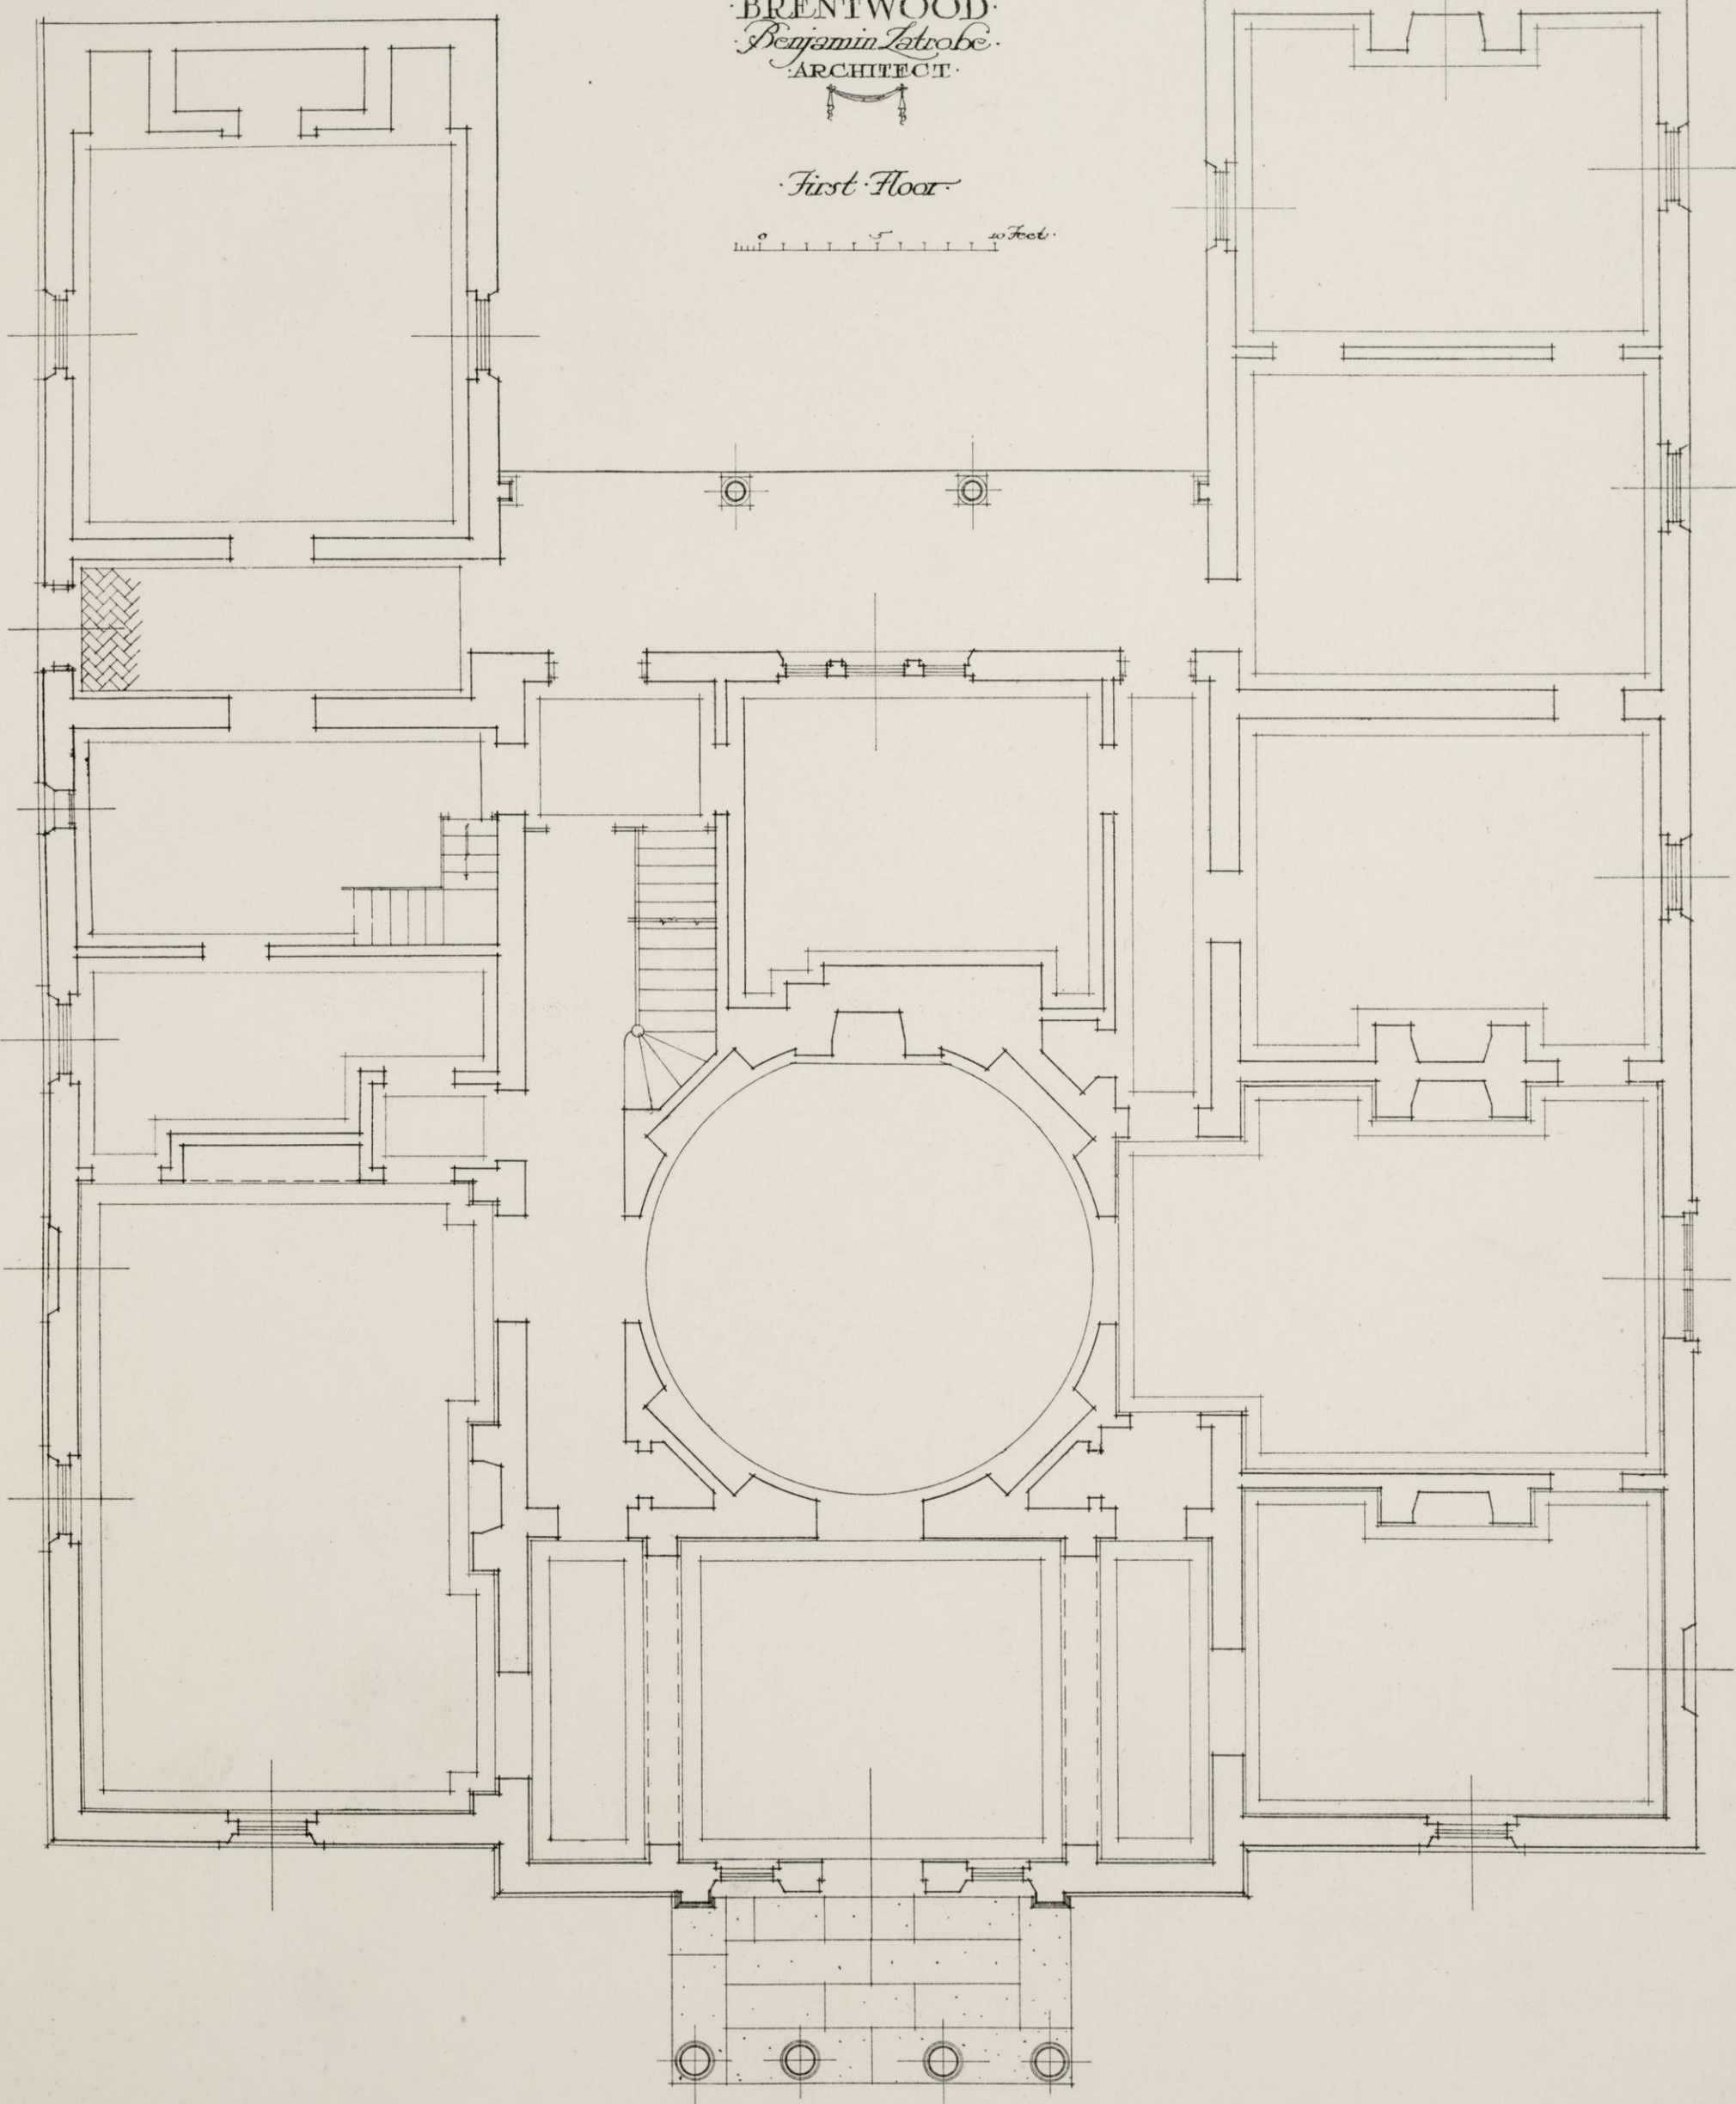 ·BRENTWOOD·
·Benjamin Latrobe·
·ARCHITECT·
·First·Floor·
0 5 10 Feet·